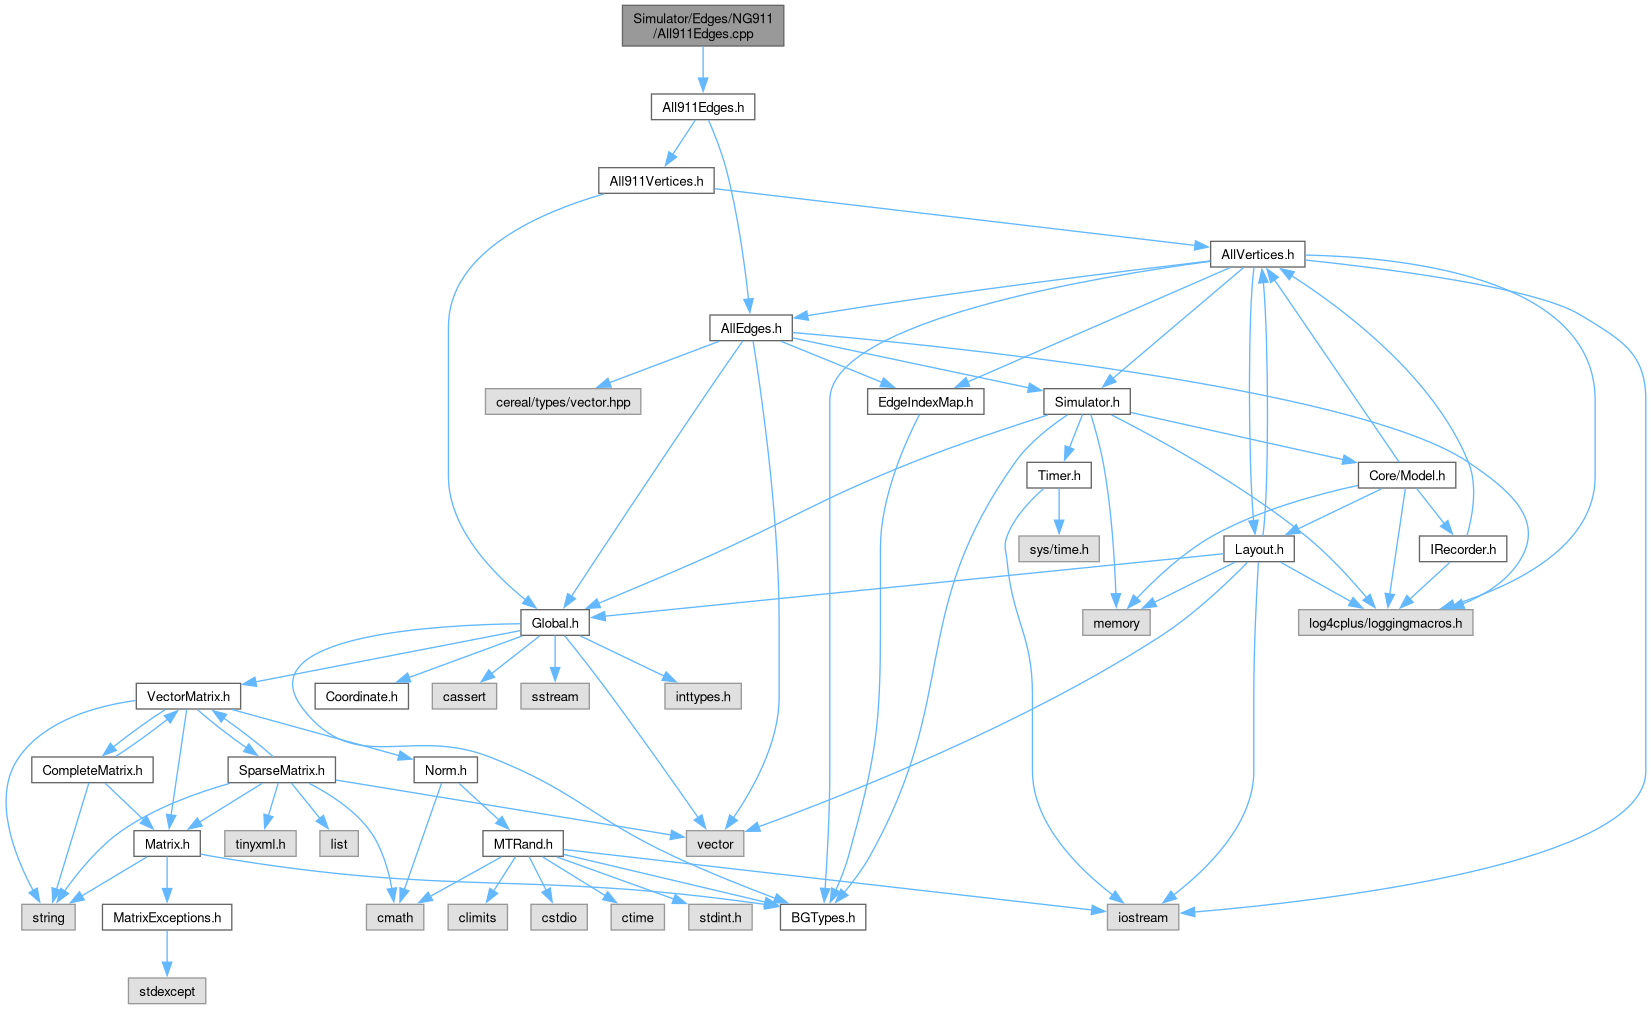 Simulator/Edges/NG911
/All911Edges.cpp
All911Edges.h
All911Vertices.h
AllVertices.h
AllEdges.h
cereal/types/vector.hpp
EdgeIndexMap.h
Simulator.h
Timer.h
Core/Model.h
sys/time.h
Layout.h
IRecorder.h
Global.h
memory
log4cplus/loggingmacros.h
VectorMatrix.h
Coordinate.h
cassert
sstream
inttypes.h
CompleteMatrix.h
SparseMatrix.h
Norm.h
Matrix.h
tinyxml.h
list
MTRand.h
vector
string
MatrixExceptions.h
cmath
climits
cstdio
ctime
stdint.h
BGTypes.h
iostream
stdexcept